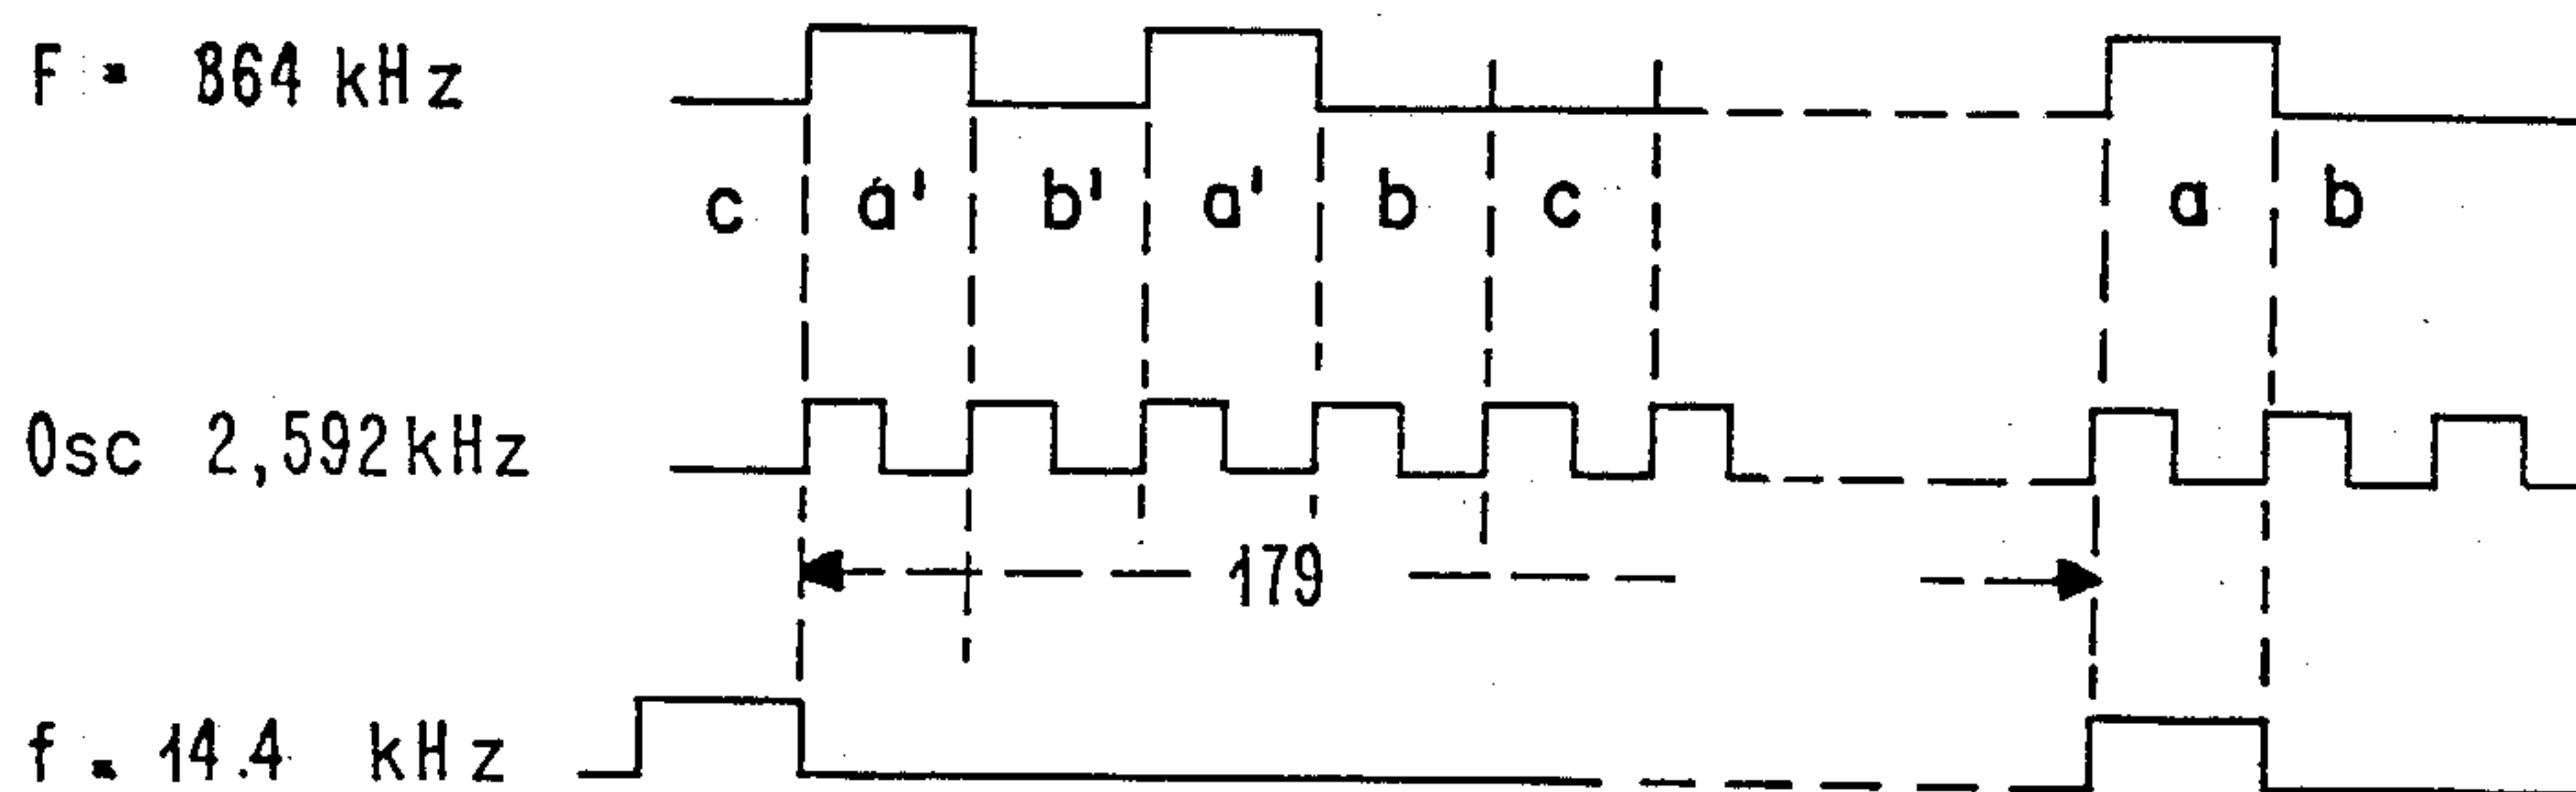 F = 864 kHz
c a' b' a' b c a b
Osc 2,592 kHz
179
f = 14.4 kHz